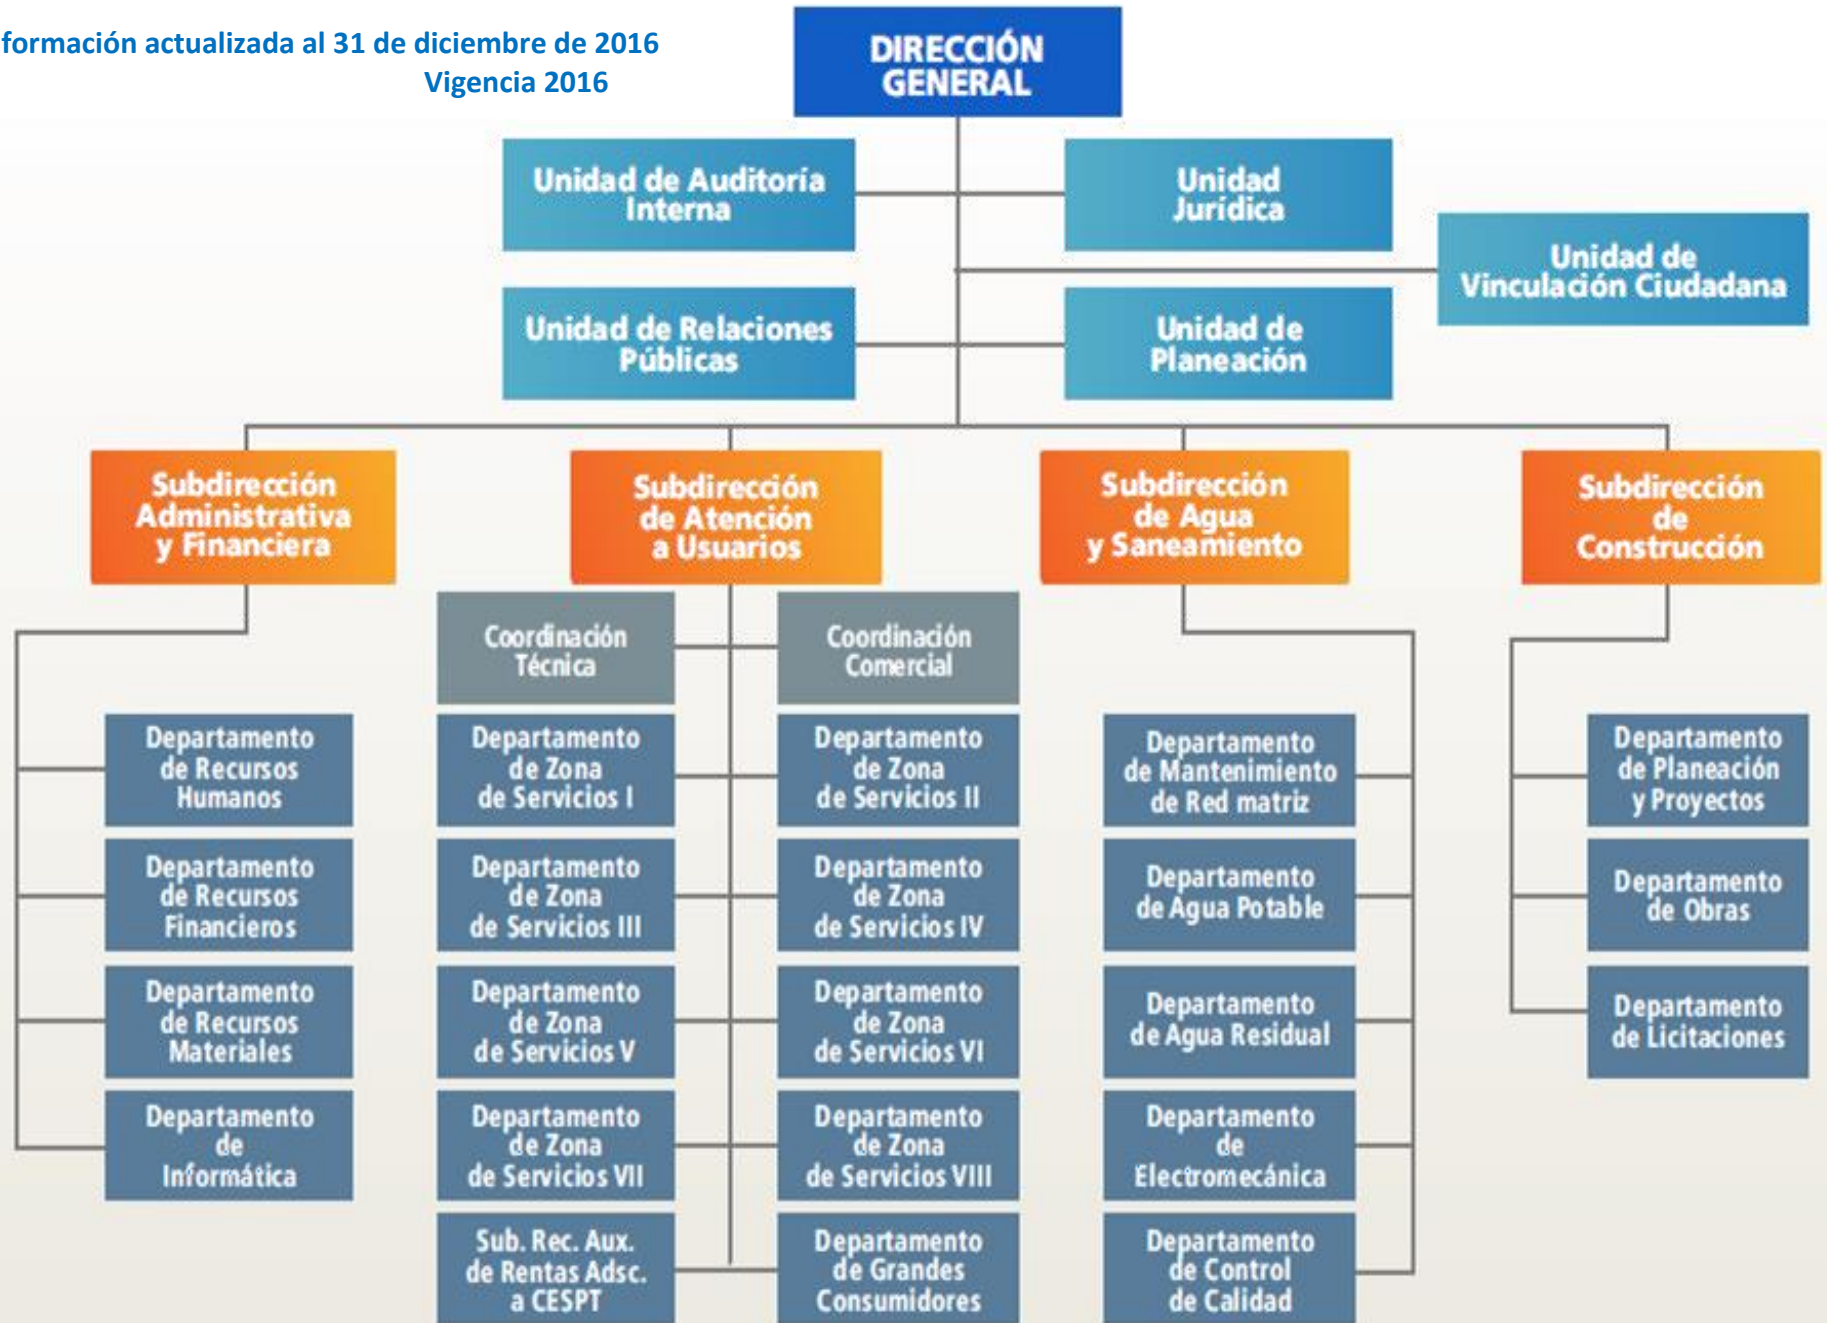 formación actualizada al 31 de diciembre de 2016
Vigencia 2016
DIRECCIÓN
GENERAL
Unidad de Auditoría
Interna
Unidad
Jurídica
Unidad de
Vinculación Ciudadana
Unidad de Relaciones
Públicas
Unidad de
Planeación
Subdirección
Administrativa
y Financiera
Subdirección
de Atención
a Usuarios
Subdirección
de Agua
y Saneamiento
Subdirección
de
Construcción
Coordinación
Técnica
Coordinación
Comercial
Departamento
de Recursos
Humanos
Departamento
de Zona
de Servicios I
Departamento
de Zona
de Servicios II
Departamento
de Mantenimiento
de Red matriz
Departamento
de Planeación
y Proyectos
Departamento
de Recursos
Financieros
Departamento
de Zona
de Servicios III
Departamento
de Zona
de Servicios IV
Departamento
de Agua Potable
Departamento
de Obras
Departamento
de Recursos
Materiales
Departamento
de Zona
de Servicios V
Departamento
de Zona
de Servicios VI
Departamento
de Agua Residual
Departamento
de Licitaciones
Departamento
de
Informática
Departamento
de Zona
de Servicios VII
Departamento
de Zona
de Servicios VIII
Departamento
de
Electromecánica
Sub. Rec. Aux.
de Rentas Adsc.
a CESPT
Departamento
de Grandes
Consumidores
Departamento
de Control
de Calidad